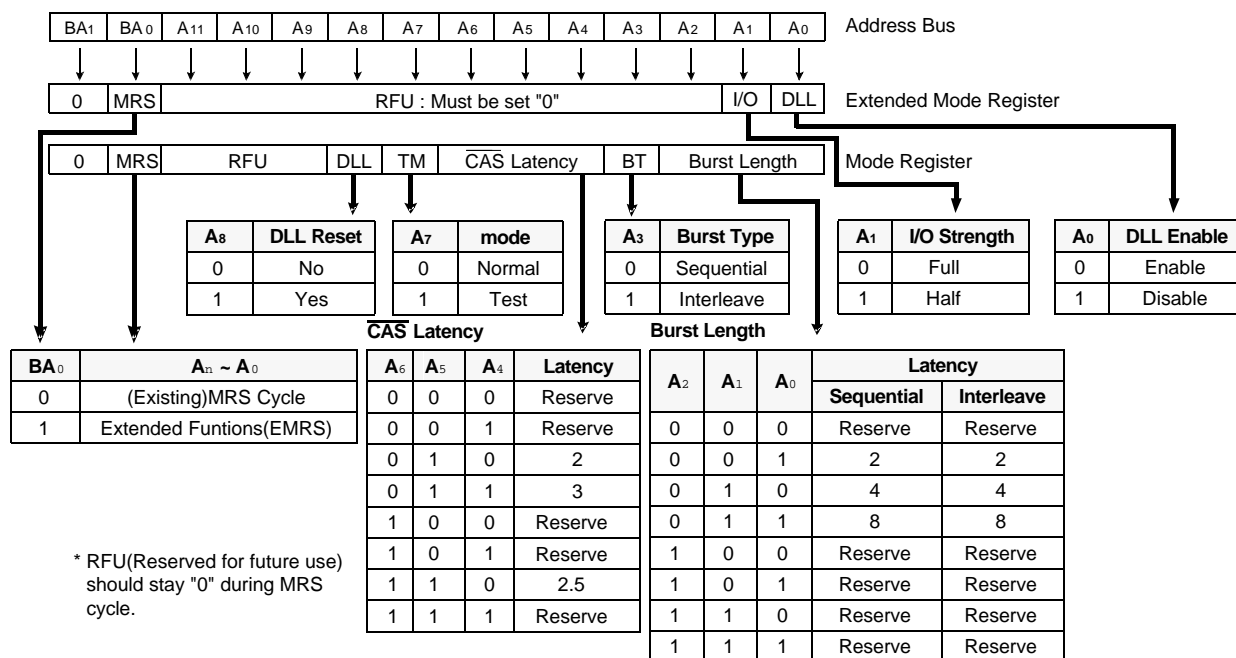 BA1 BA0 A11 A10 A9 A8 A7 A6 A5 A4 A3 A2 A1 A0 Address Bus
0 MRS RFU : Must be set "0" I/O DLL Extended Mode Register
0 MRS RFU DLL TM CAS Latency BT Burst Length Mode Register
A8 DLL Reset
0 No
1 Yes
A7 mode
0 Normal
1 Test
A3 Burst Type
0 Sequential
1 Interleave
A1 I/O Strength
0 Full
1 Half
A0 DLL Enable
0 Enable
1 Disable
BA0 An ~ A0
0 (Existing)MRS Cycle
1 Extended Funtions(EMRS)
* RFU(Reserved for future use)
should stay "0" during MRS
cycle.
CAS Latency
A6 A5 A4 Latency
0 0 0 Reserve
0 0 1 Reserve
0 1 0 2
0 1 1 3
1 0 0 Reserve
1 0 1 Reserve
1 1 0 2.5
1 1 1 Reserve
Burst Length
A2 A1 A0 Latency
Sequential Interleave
0 0 0 Reserve Reserve
0 0 1 2 2
0 1 0 4 4
0 1 1 8 8
1 0 0 Reserve Reserve
1 0 1 Reserve Reserve
1 1 0 Reserve Reserve
1 1 1 Reserve Reserve